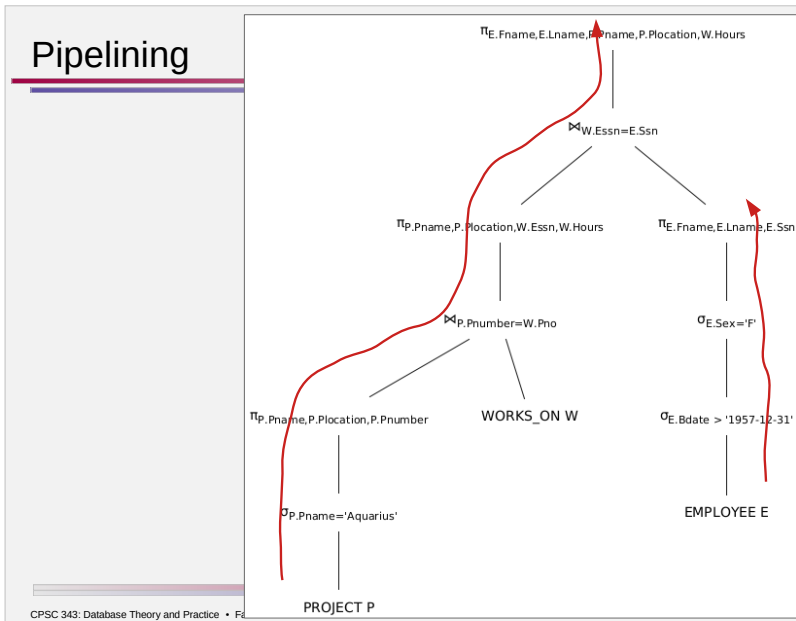 Pipelining
πE.Fname,E.Lname,P.Pname,P.Plocation,W.Hours
⋈W.Essn=E.Ssn
πP.Pname,P.Plocation,W.Essn,W.Hours
πE.Fname,E.Lname,E.Ssn
⋈P.Pnumber=W.Pno
σE.Sex='F'
πP.Pname,P.Plocation,P.Pnumber
WORKS_ON W
σE.Bdate > '1957-12-31'
σP.Pname='Aquarius'
EMPLOYEE E
PROJECT P
CPSC 343: Database Theory and Practice •